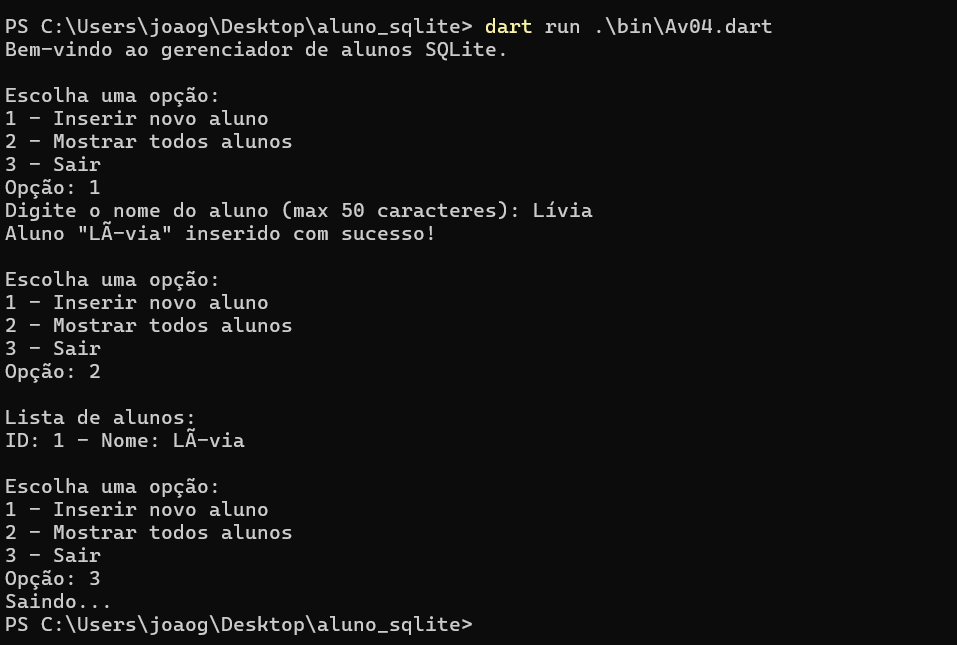 PS C:\Users\joaog\Desktop\aluno_sqlite> dart run .\bin\Av04.dart
Bem-vindo ao gerenciador de alunos SQLite.
Escolha uma opção:
1 - Inserir novo aluno
2 - Mostrar todos alunos
3 - Sair
Opção: 1
Digite o nome do aluno (max 50 caracteres): Lívia
Aluno "LÃ-via" inserido com sucesso!
Escolha uma opção:
1 - Inserir novo aluno
2 - Mostrar todos alunos
3 - Sair
Opção: 2
Lista de alunos:
ID: 1 - Nome: LÃ-via
Escolha uma opção:
1 - Inserir novo aluno
2 - Mostrar todos alunos
3 - Sair
Opção: 3
Saindo...
PS C:\Users\joaog\Desktop\aluno_sqlite>